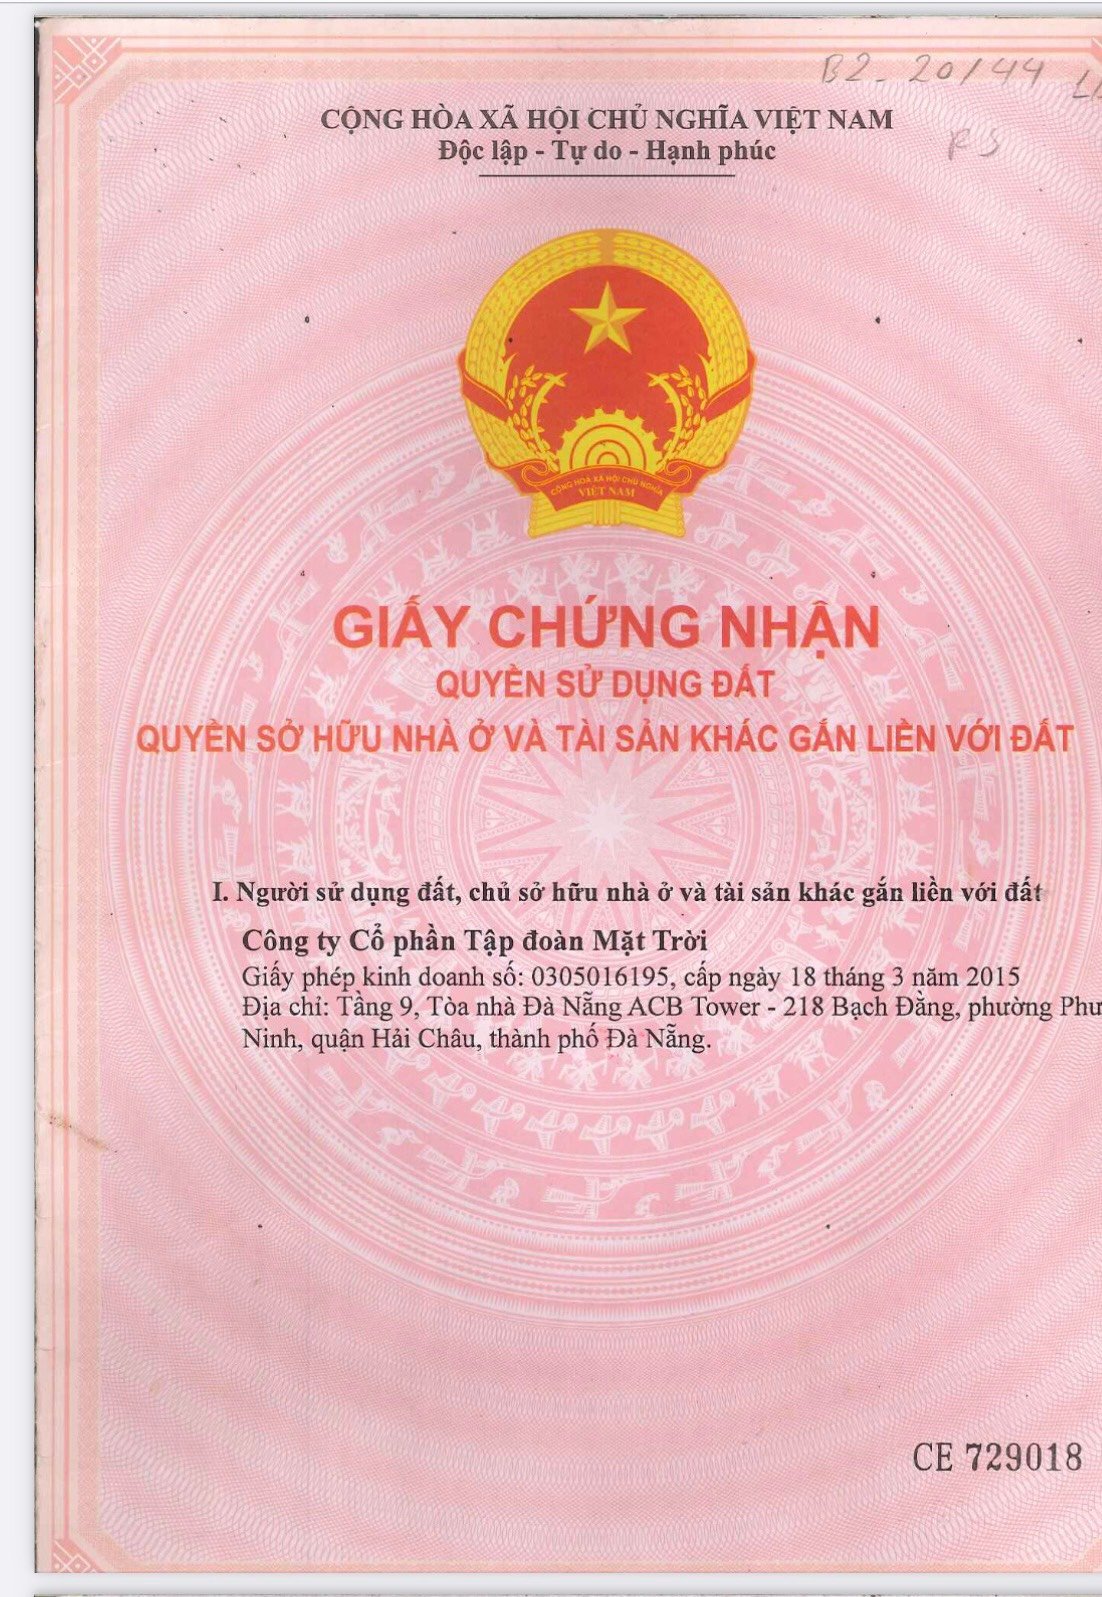 B2-20/44
CỘNG HÒA XÃ HỘI CHỦ NGHĨA VIỆT NAM
Độc lập - Tự do - Hạnh phúc
CỘNG HÒA XÃ HỘI CHỦ NGHĨA
VIỆT NAM
GIẤY CHỨNG NHẬN
QUYỀN SỬ DỤNG ĐẤT
QUYỀN SỞ HỮU NHÀ Ở VÀ TÀI SẢN KHÁC GẮN LIỀN VỚI ĐẤT
I. Người sử dụng đất, chủ sở hữu nhà ở và tài sản khác gắn liền với đất
Công ty Cổ phần Tập đoàn Mặt Trời
Giấy phép kinh doanh số: 0305016195, cấp ngày 18 tháng 3 năm 2015
Địa chỉ: Tầng 9, Tòa nhà Đà Nẵng ACB Tower - 218 Bạch Đằng, phường Phư
Ninh, quận Hải Châu, thành phố Đà Nẵng.
CE 729018